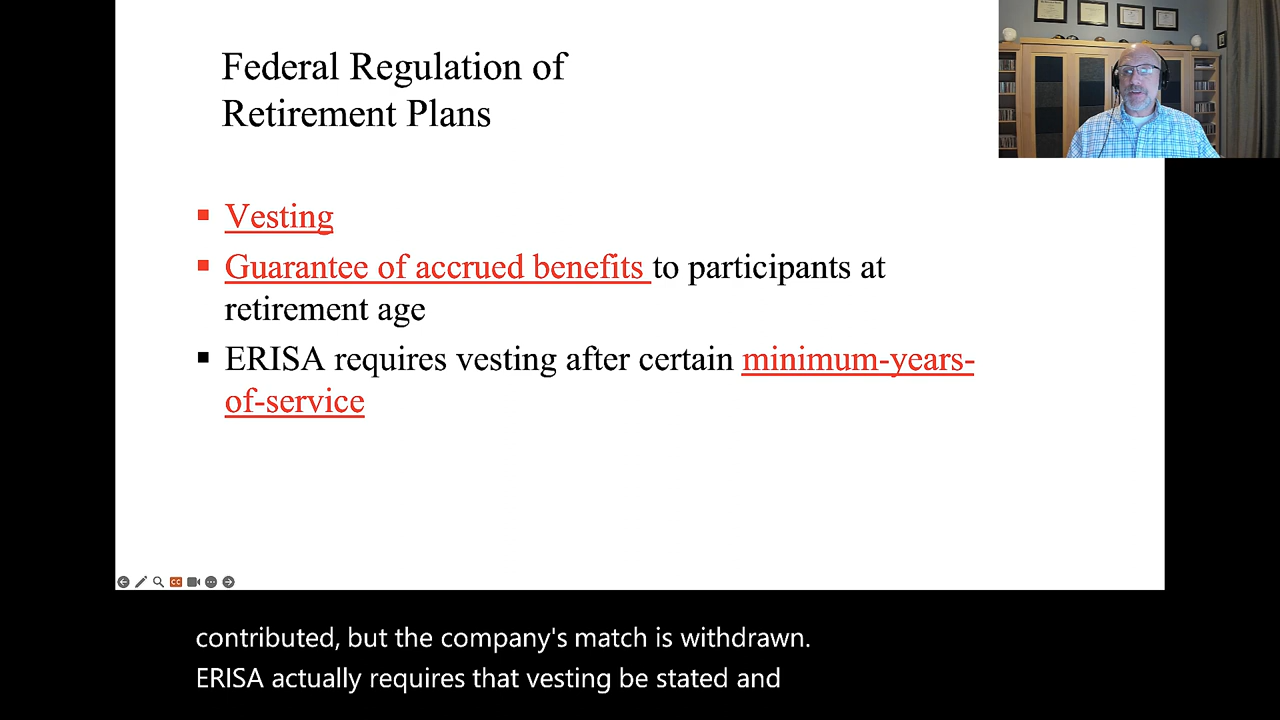 Federal Regulation of
Retirement Plans
Vesting
Guarantee of accrued benefits to participants at
retirement age
ERISA requires vesting after certain minimum-years-
of-service
CC
contributed, but the company's match is withdrawn.
ERISA actually requires that vesting be stated and